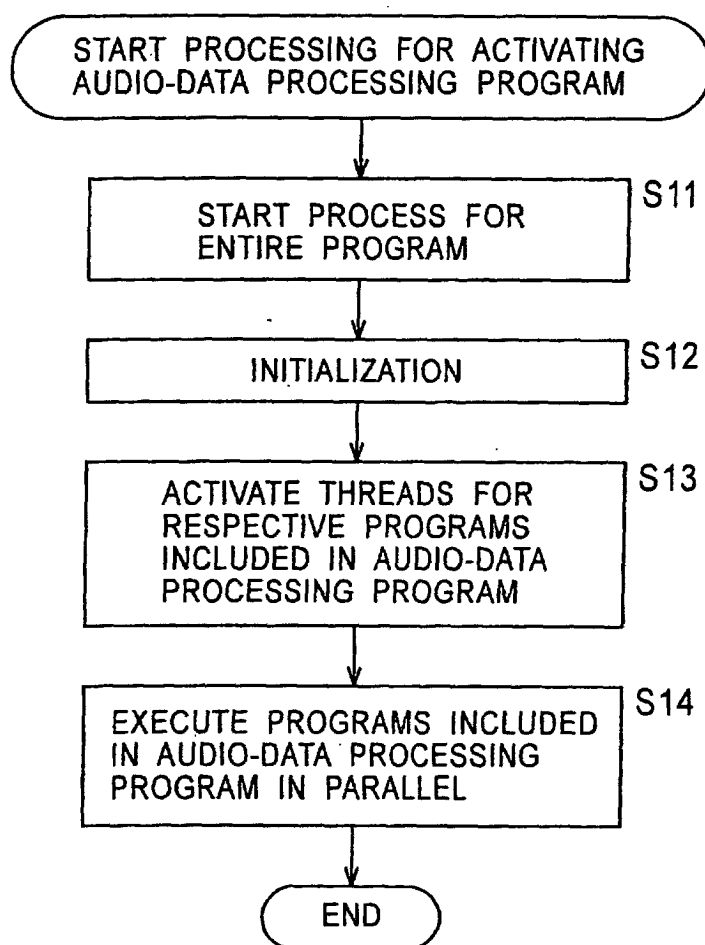 START PROCESSING FOR ACTIVATING
AUDIO-DATA PROCESSING PROGRAM
S11
START PROCESS FOR
ENTIRE PROGRAM
S12
INITIALIZATION
S13
ACTIVATE THREADS FOR
RESPECTIVE PROGRAMS
INCLUDED IN AUDIO-DATA
PROCESSING PROGRAM
S14
EXECUTE PROGRAMS INCLUDED
IN AUDIO-DATA PROCESSING
PROGRAM IN PARALLEL
END